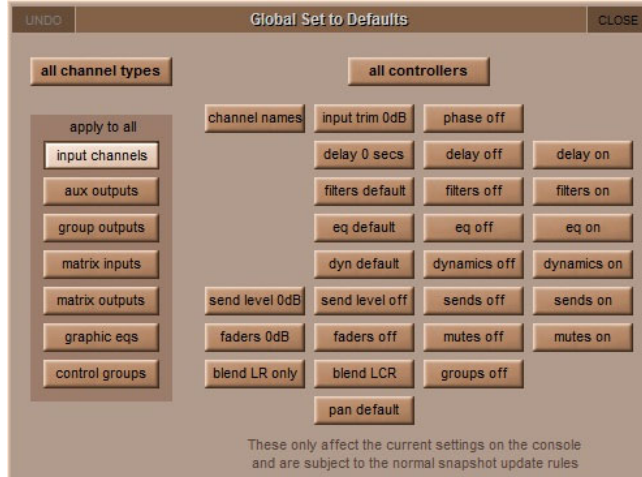 UNDO Global Set to Defaults CLOSE
all channel types all controllers
apply to all
input channels
aux outputs
group outputs
matrix inputs
matrix outputs
graphic eqs
control groups
channel names input trim 0dB phase off
delay 0 secs delay off delay on
filters default filters off filters on
eq default eq off eq on
dyn default dynamics off dynamics on
send level 0dB send level off sends off sends on
faders 0dB faders off mutes off mutes on
blend LR only blend LCR groups off
pan default
These only affect the current settings on the console
and are subject to the normal snapshot update rules